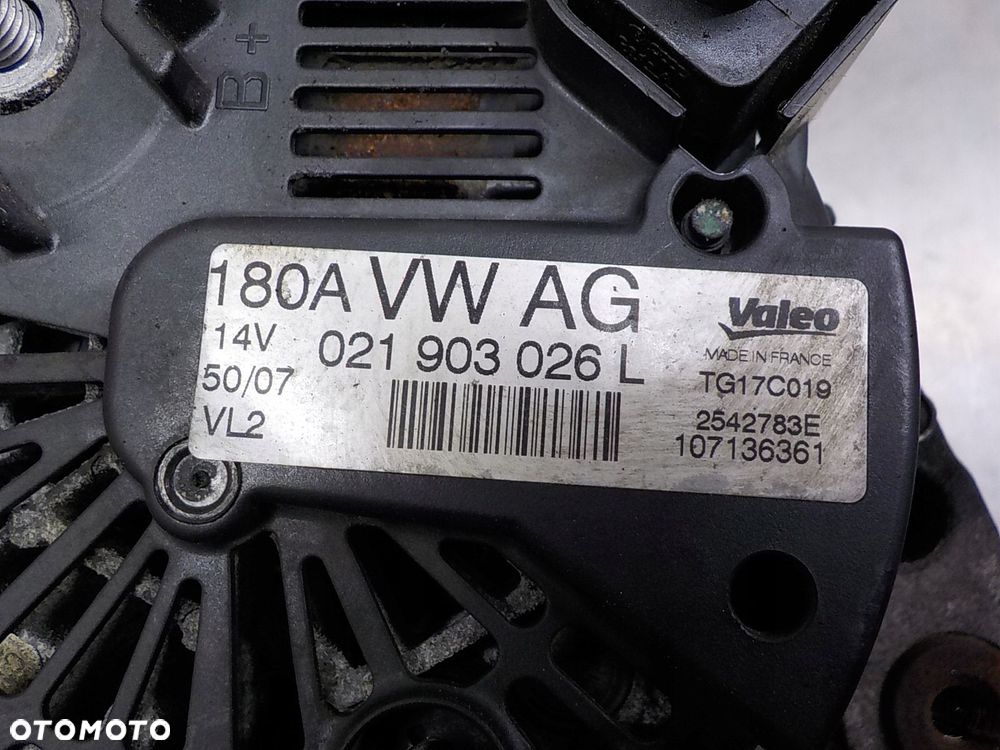 B+
180A VW AG
14V 021 903 026 L
50/07
VL2
Valeo
MADE IN FRANCE
TG17C019
2542783E
107136361
OTOMOTO